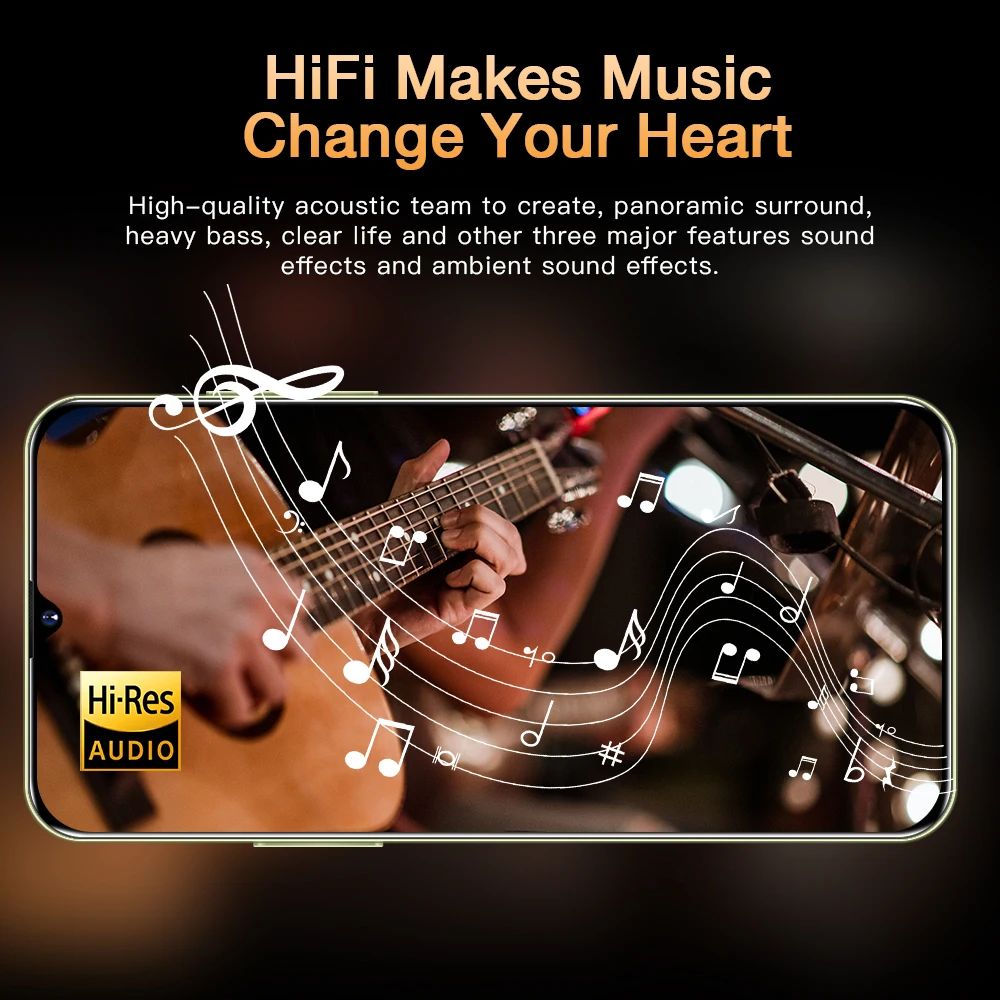 HiFi Makes Music
Change Your Heart
High-quality acoustic team to create, panoramic surround,
heavy bass, clear life and other three major features sound
effects and ambient sound effects.
Hi-Res
AUDIO